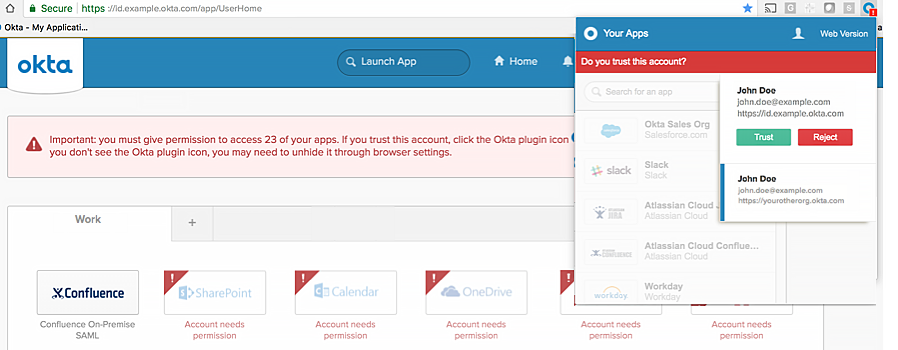 Secure https://id.example.okta.com/app/UserHome
Okta - My Applicati...
okta
Launch App
Home
Important: you must give permission to access 23 of your apps. If you trust this account, click the Okta plugin icon
you don't see the Okta plugin icon, you may need to unhide it through browser settings.
Work
+
Confluence
SharePoint
Calendar
OneDrive
Confluence On-Premise
SAML
Account needs
permission
Account needs
permission
Account needs
permission
Account needs
permission
Account needs
permission
Your Apps
Web Version
Do you trust this account?
Search for an app
Okta Sales Org
Salesforce.com
slack
Slack
Slack
JIRA
Atlassian Cloud -
Atlassian Cloud
CONFLUENCE
Atlassian Cloud Conflue...
Atlassian Cloud
workday
Workday
Workday
John Doe
john.doe@example.com
https://id.example.okta.com
Trust
Reject
John Doe
john.doe@example.com
https://yourotherorg.okta.com